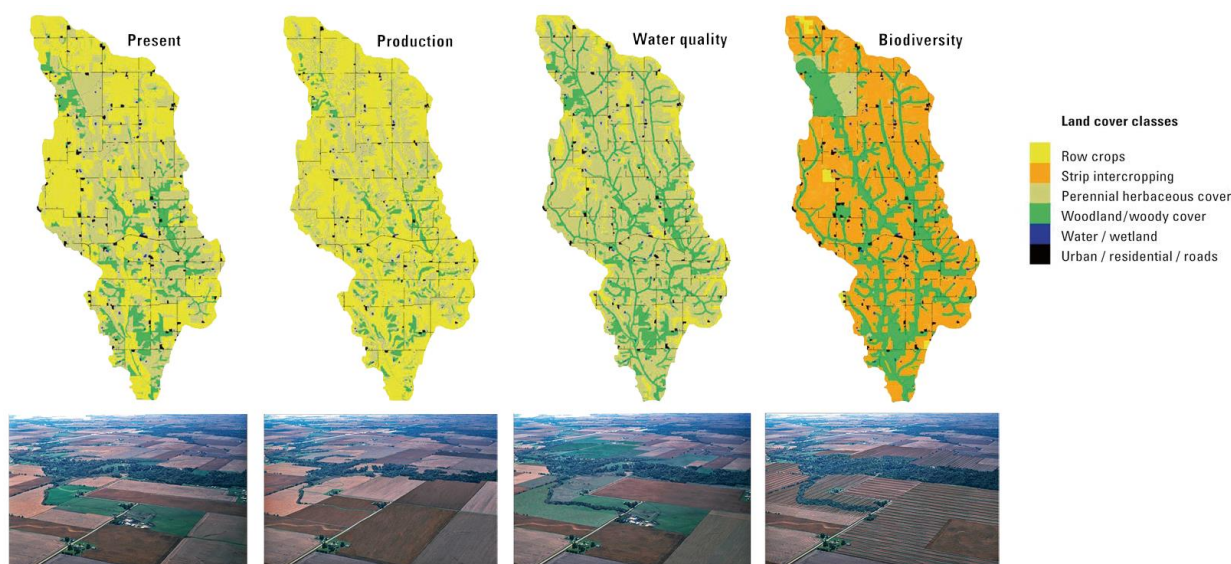 Present
Production
Water quality
Biodiversity
Land cover classes
Row crops
Strip intercropping
Perennial herbaceous cover
Woodland/woody cover
Water / wetland
Urban / residential / roads